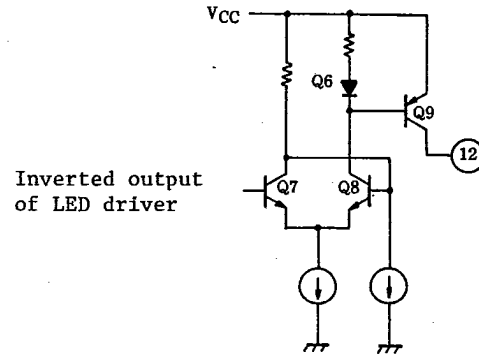 VCC
Q6
Q9
12
Inverted output
of LED driver
Q7
Q8